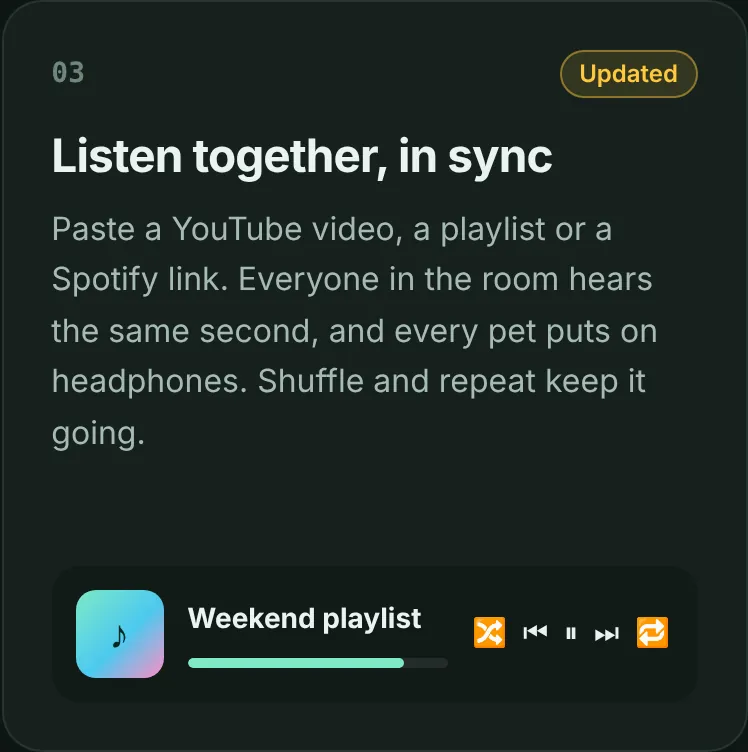 03
Updated
Listen together, in sync
Paste a YouTube video, a playlist or a
Spotify link. Everyone in the room hears
the same second, and every pet puts on
headphones. Shuffle and repeat keep it
going.
Weekend playlist